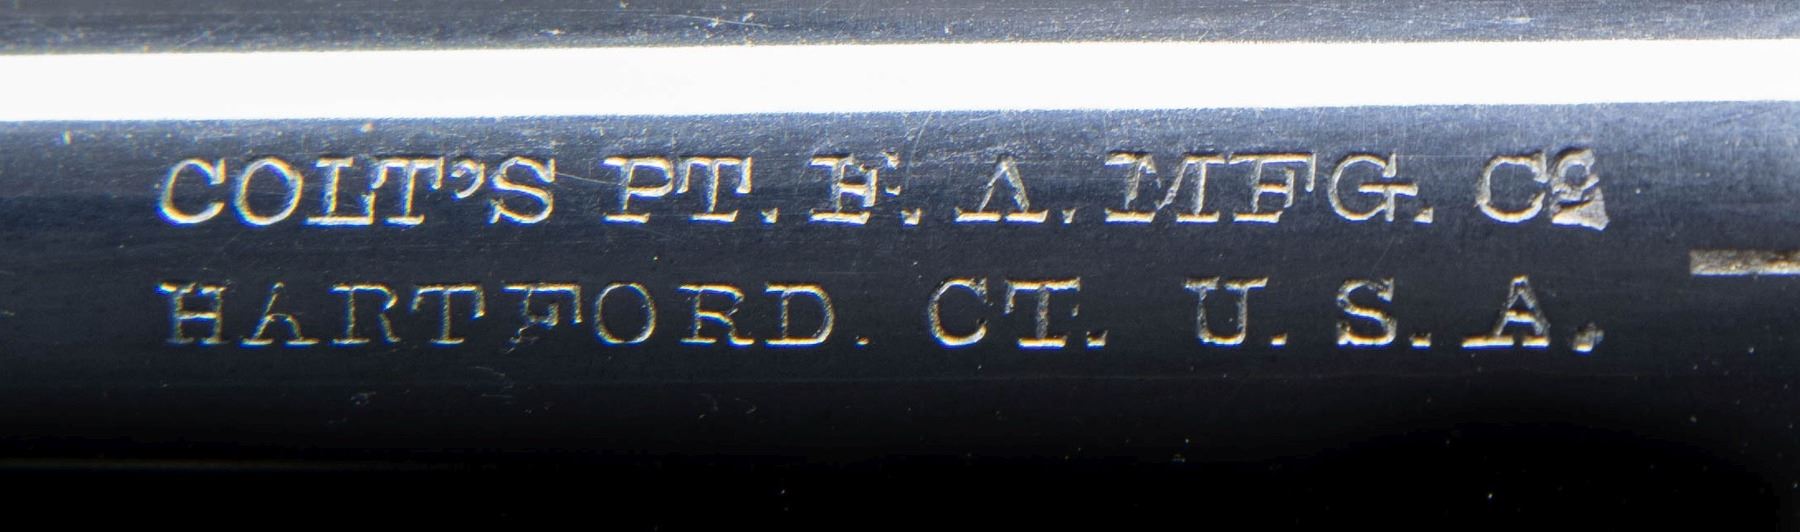 COLT'S PT. F. A. MFG. Cº
HARTFORD. CT. U. S. A.